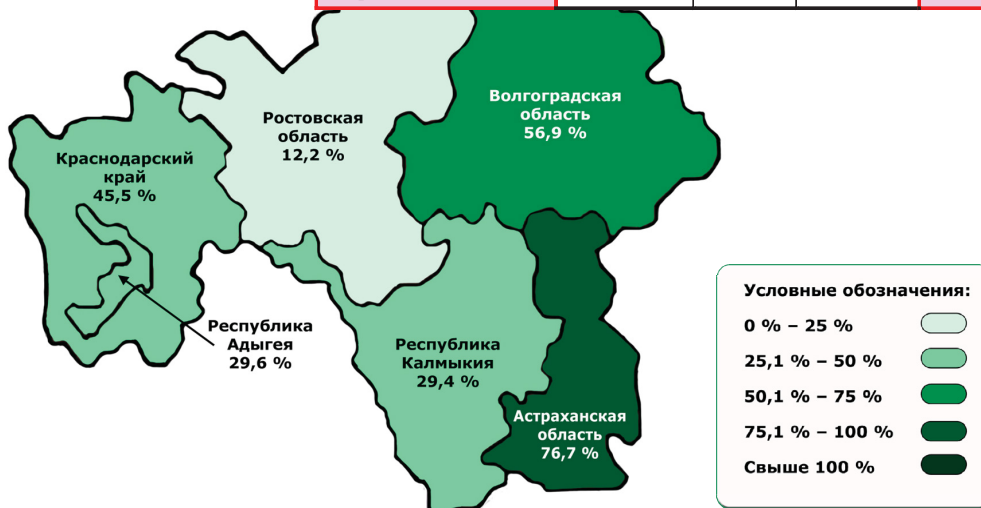 Волгоградская
область
56,9 %
Ростовская
область
12,2 %
Краснодарский
край
45,5 %
Республика
Адыгея
29,6 %
Республика
Калмыкия
29,4 %
Астраханская
область
76,7 %
Условные обозначения:
0 % – 25 %
25,1 % – 50 %
50,1 % – 75 %
75,1 % – 100 %
Свыше 100 %